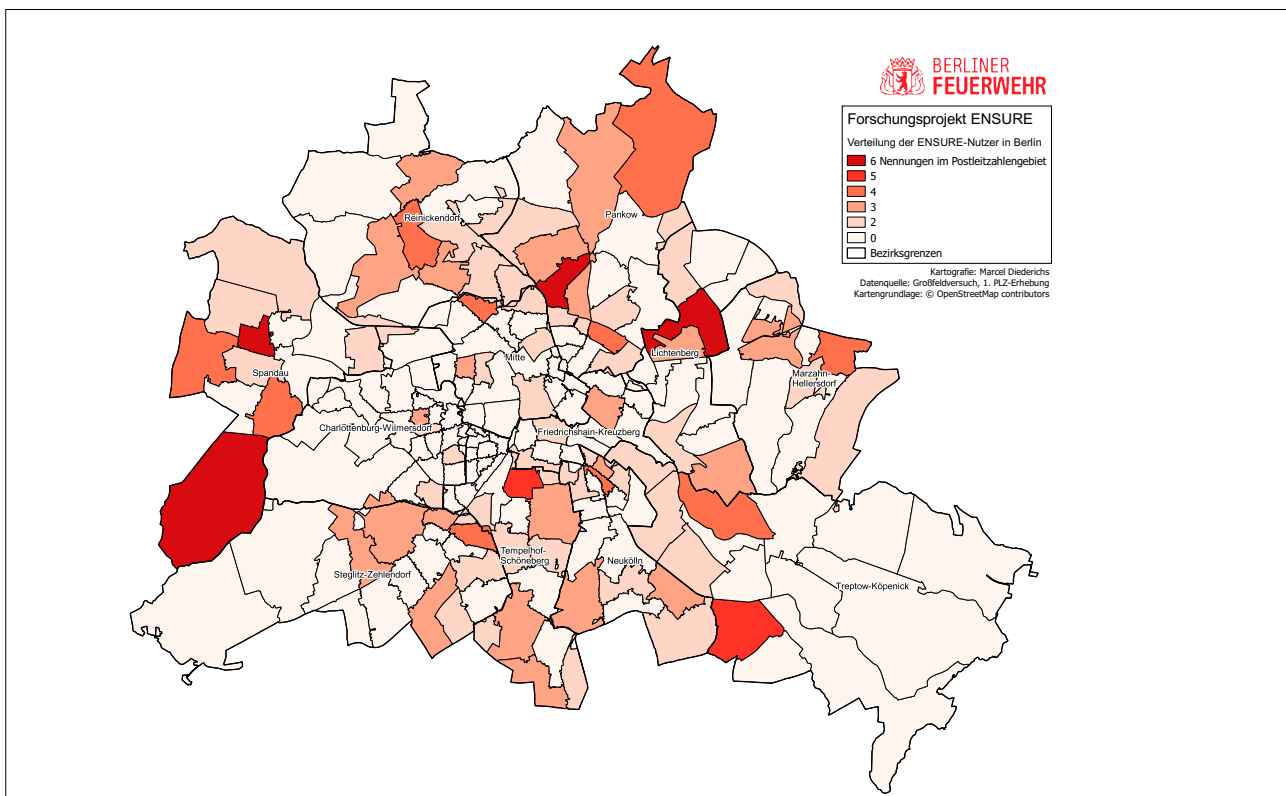 BERLINER
FEUERWEHR
Forschungsprojekt ENSURE
Verteilung der ENSURE-Nutzer in Berlin
6 Nennungen im Postleitzahlengebiet
5
4
3
2
0
Bezirksgrenzen
Kartografie: Marcel Diederichs
Datenquelle: Großfeldversuch, 1. PLZ-Erhebung
Kartengrundlage: © OpenStreetMap contributors
Reinickendorf
Pankow
Mitte
Lichtenberg
Spandau
Marzahn-
Hellersdorf
Charlottenburg-Wilmersdorf
Friedrichshain-Kreuzberg
Tempelhof-
Schöneberg
Neukölln
Steglitz-Zehlendorf
Treptow-Köpenick